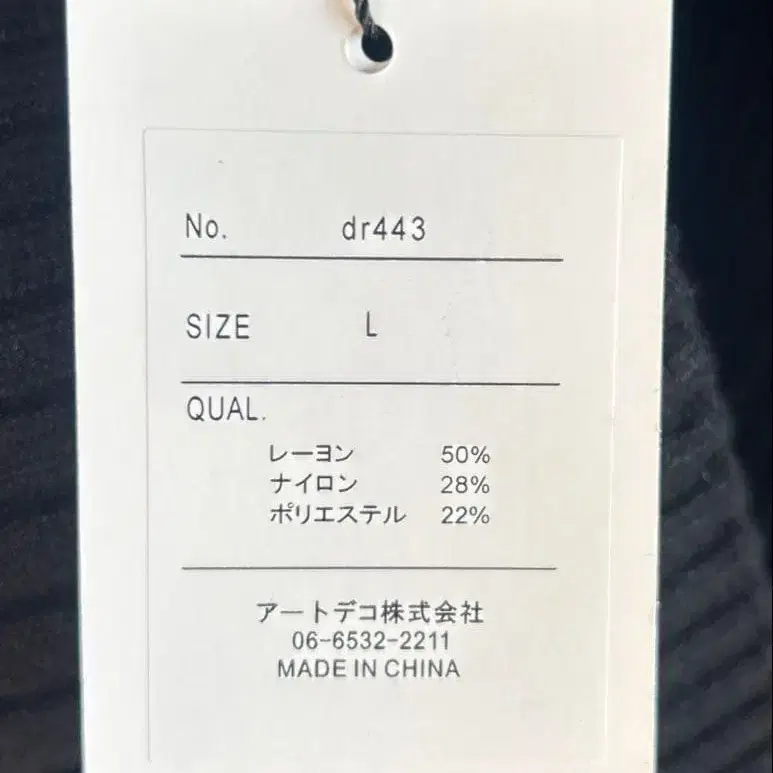 No. dr443
SIZE L
QUAL.
レーヨン 50%
ナイロン 28%
ポリエステル 22%
アートデコ株式会社
06-6532-2211
MADE IN CHINA